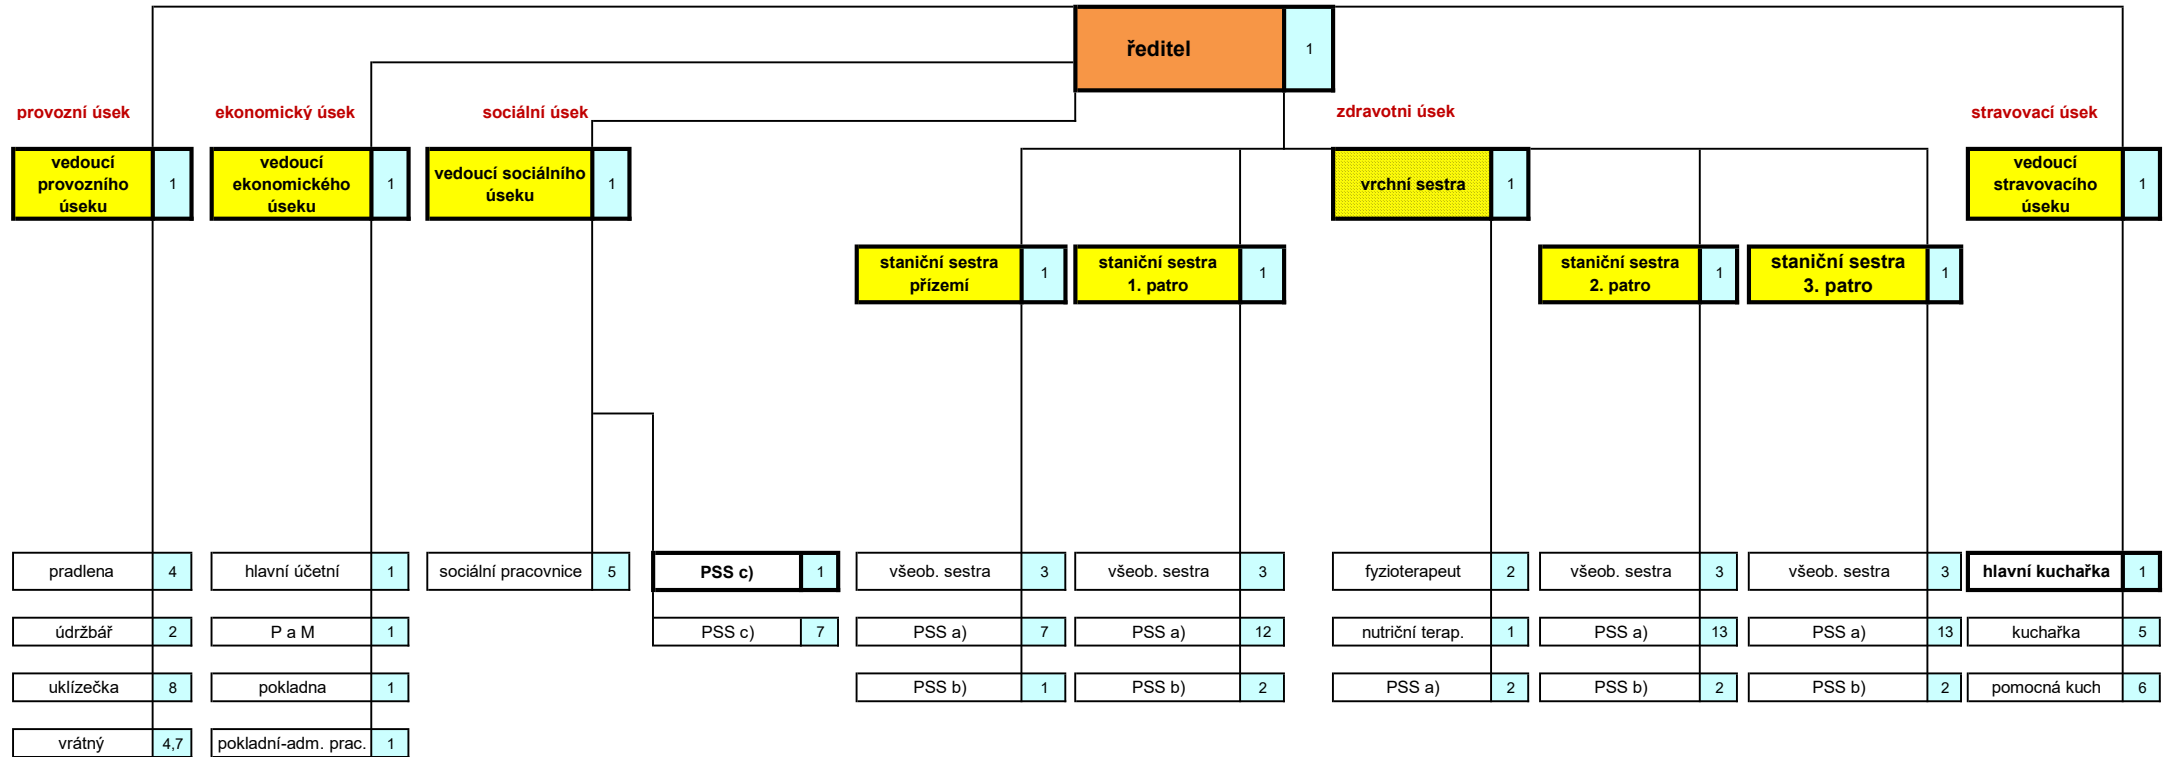 ředitel 1
provozní úsek ekonomický úsek sociální úsek zdravotni úsek stravovací úsek
vedoucí
provozního
úseku
1
vedoucí
ekonomického
úseku
1
vedoucí sociálního
úseku
1
vrchní sestra 1
vedoucí
stravovacího
úseku
1
staniční sestra
přízemí
1
staniční sestra
1. patro
1
staniční sestra
2. patro
1
staniční sestra
3. patro
1
pradlena 4 hlavní účetní 1 sociální pracovnice 5 PSS c) 1 všeob. sestra 3 všeob. sestra 3 fyzioterapeut 2 všeob. sestra 3 všeob. sestra 3 hlavní kuchařka 1
údržbář 2 P a M 1 PSS c) 7 PSS a) 7 PSS a) 12 nutriční terap. 1 PSS a) 13 PSS a) 13 kuchařka 5
uklízečka 8 pokladna 1 PSS b) 1 PSS b) 2 PSS a) 2 PSS b) 2 PSS b) 2 pomocná kuch 6
vrátný 4,7 pokladní-adm. prac. 1